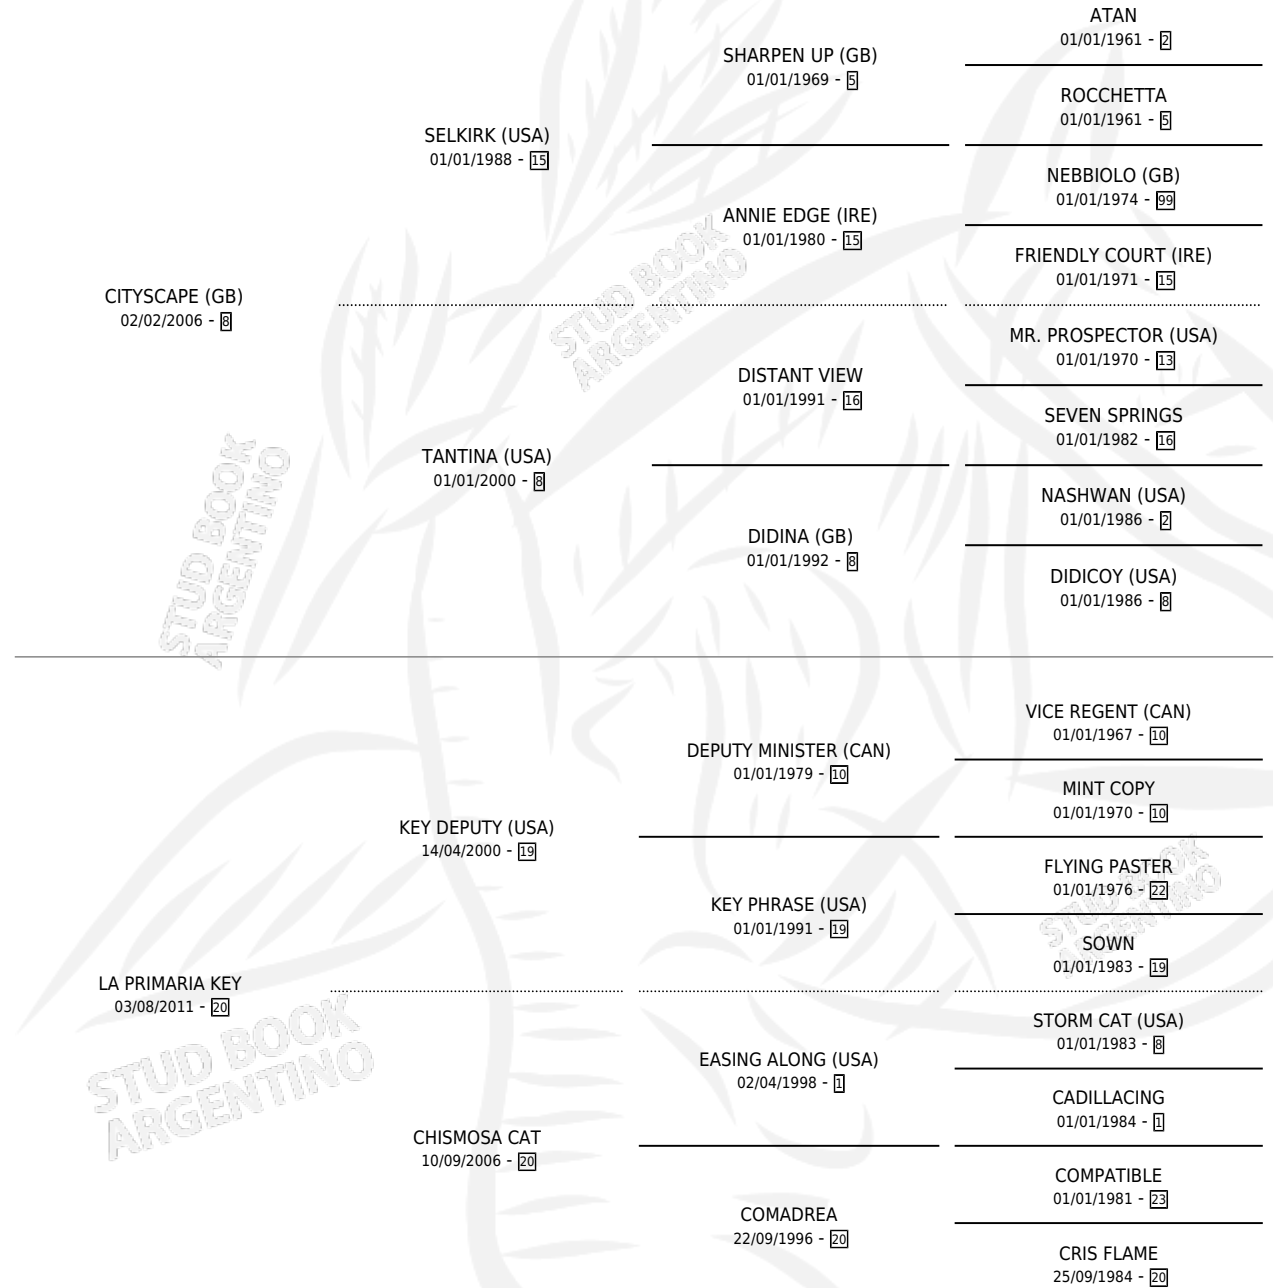 ATAN
01/01/1961 - 2
SHARPEN UP (GB)
01/01/1969 - 5
ROCCHETTA
01/01/1961 - 5
SELKIRK (USA)
01/01/1988 - 15
NEBBIOLO (GB)
01/01/1974 - 99
ANNIE EDGE (IRE)
01/01/1980 - 15
FRIENDLY COURT (IRE)
01/01/1971 - 15
CITYSCAPE (GB)
02/02/2006 - 8
STUD BOOK
ARGENTINO
MR. PROSPECTOR (USA)
01/01/1970 - 13
DISTANT VIEW
01/01/1991 - 16
SEVEN SPRINGS
01/01/1982 - 16
TANTINA (USA)
01/01/2000 - 8
NASHWAN (USA)
01/01/1986 - 2
DIDINA (GB)
01/01/1992 - 8
DIDICOY (USA)
01/01/1986 - 8
STUD BOOK
ARGENTINO
VICE REGENT (CAN)
01/01/1967 - 10
DEPUTY MINISTER (CAN)
01/01/1979 - 10
MINT COPY
01/01/1970 - 10
KEY DEPUTY (USA)
14/04/2000 - 19
FLYING PASTER
01/01/1976 - 22
KEY PHRASE (USA)
01/01/1991 - 19
STUD BOOK
ARGENTINO
SOWN
01/01/1983 - 19
LA PRIMARIA KEY
03/08/2011 - 20
STORM CAT (USA)
01/01/1983 - 8
EASING ALONG (USA)
02/04/1998 - 1
STUD BOOK
ARGENTINO
CADILLACING
01/01/1984 - 1
CHISMOSA CAT
10/09/2006 - 20
COMPATIBLE
01/01/1981 - 23
COMADREA
22/09/1996 - 20
CRIS FLAME
25/09/1984 - 20